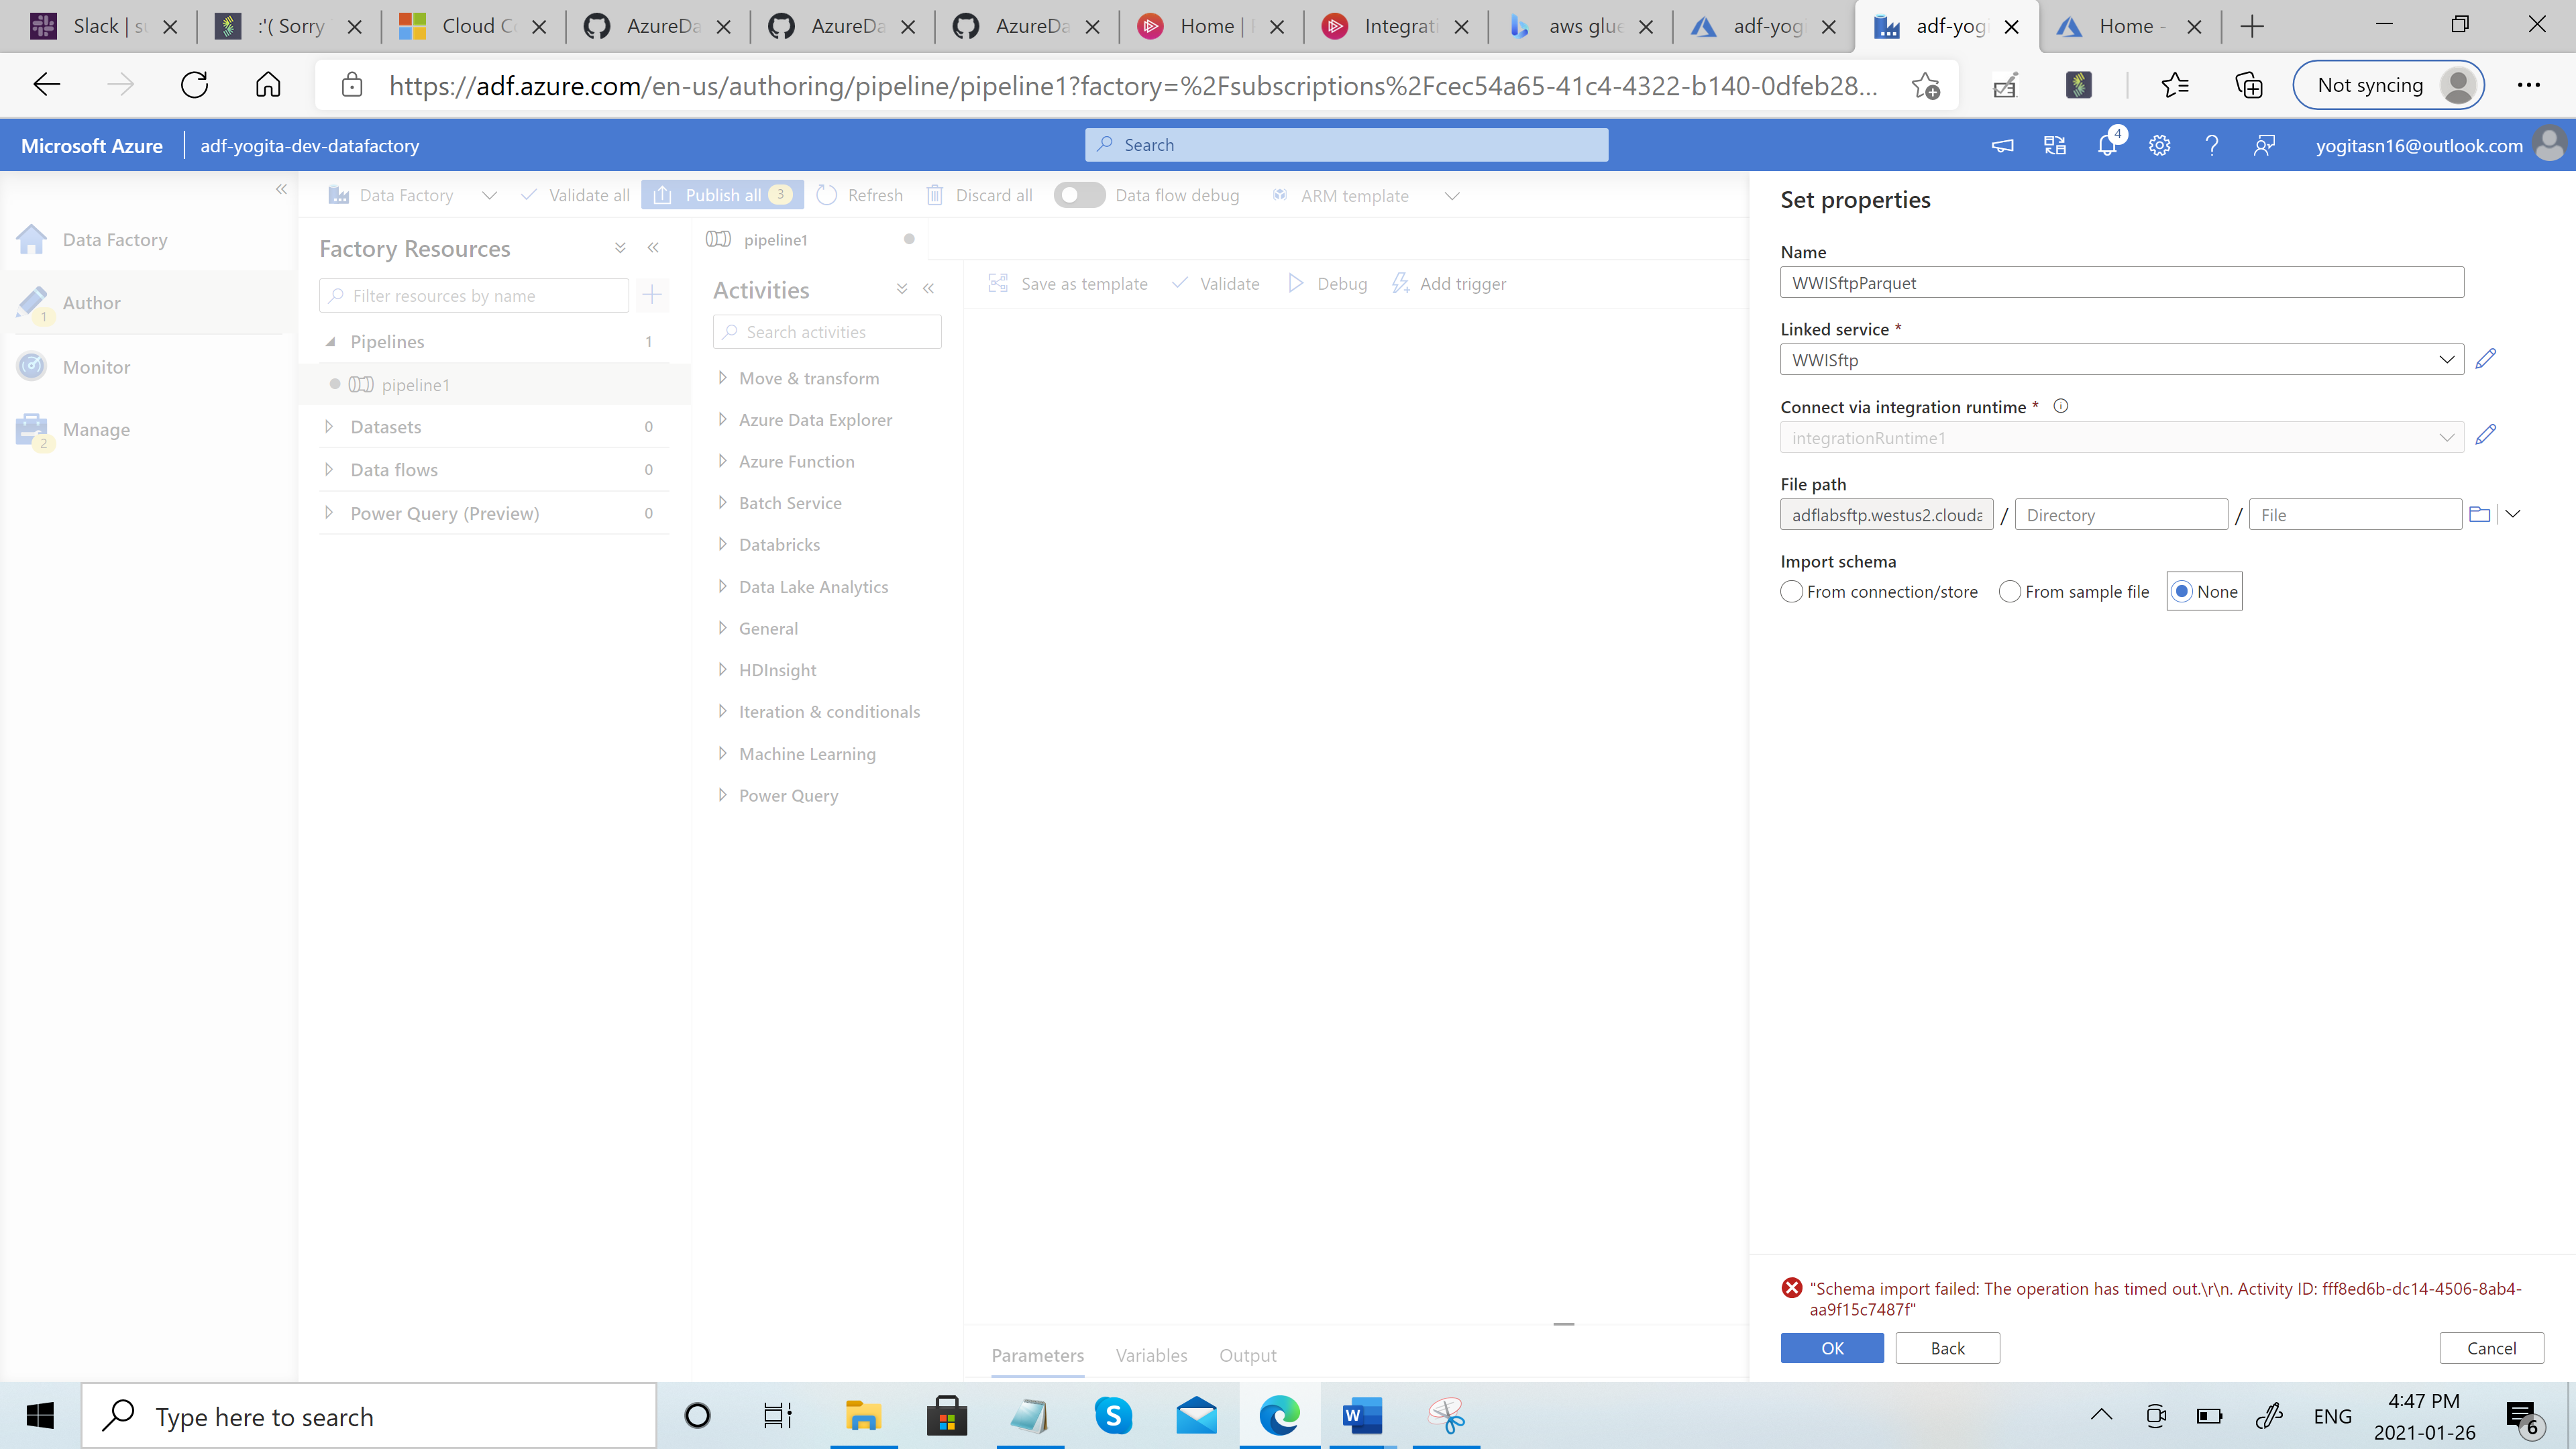 Slack | su
:'( Sorry
Cloud Co
AzureDa
AzureDa
AzureDa
Home |
Integrati
aws glue
adf-yogi
adf-yogi
Home -
https://adf.azure.com/en-us/authoring/pipeline/pipeline1?factory=%2Fsubscriptions%2Fcec54a65-41c4-4322-b140-0dfeb28...
Not syncing
Microsoft Azure
adf-yogita-dev-datafactory
Search
4
yogitasn16@outlook.com
Data Factory
Author
1
Monitor
Manage
2
Data Factory
Validate all
Publish all 3
Refresh
Discard all
Data flow debug
ARM template
Factory Resources
Filter resources by name
Pipelines 1
pipeline1
Datasets 0
Data flows 0
Power Query (Preview) 0
pipeline1
Activities
Search activities
Move & transform
Azure Data Explorer
Azure Function
Batch Service
Databricks
Data Lake Analytics
General
HDInsight
Iteration & conditionals
Machine Learning
Power Query
Save as template
Validate
Debug
Add trigger
Parameters
Variables
Output
Set properties
Name
WWISftpParquet
Linked service *
WWISftp
Connect via integration runtime *
integrationRuntime1
File path
adflabsftp.westus2.clouda / Directory / File
Import schema
From connection/store
From sample file
None
"Schema import failed: The operation has timed out.\r\n. Activity ID: fff8ed6b-dc14-4506-8ab4-
aa9f15c7487f"
OK
Back
Cancel
Type here to search
ENG
4:47 PM
2021-01-26
6